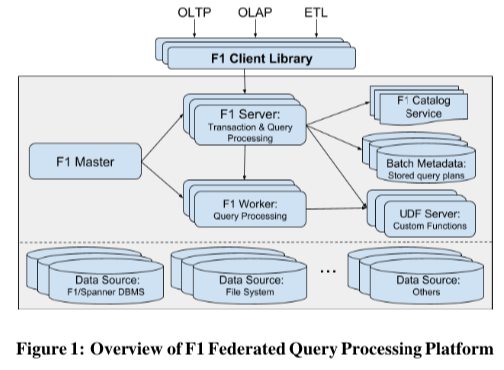 OLTP OLAP ETL
F1 Client Library
F1 Server:
Transaction & Query
Processing
F1 Catalog
Service
F1 Master
Batch Metadata:
Stored query plans
F1 Worker:
Query Processing
UDF Server:
Custom Functions
Data Source:
F1/Spanner DBMS
Data Source:
File System
...
Data Source:
Others
Figure 1: Overview of F1 Federated Query Processing Platform